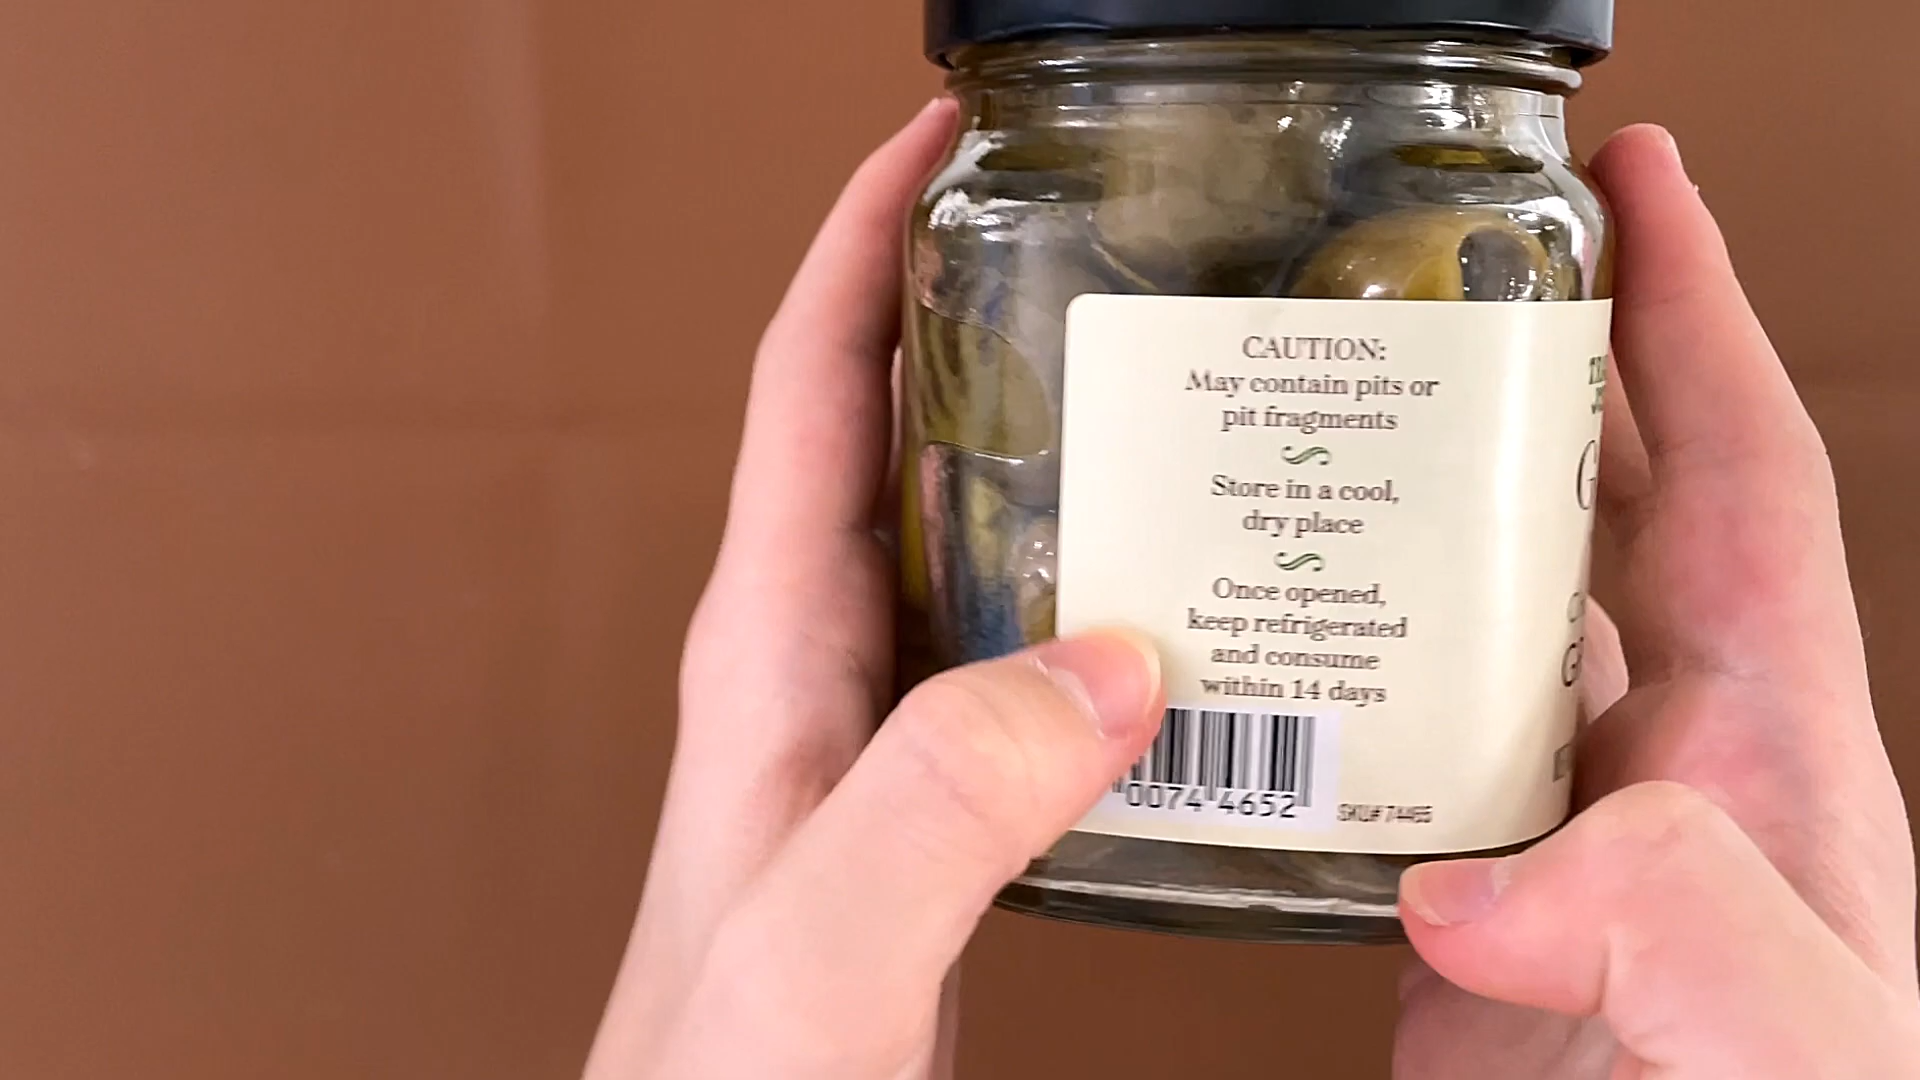 CAUTION:
May contain pits or
pit fragments
Store in a cool,
dry place
Once opened,
keep refrigerated
and consume
within 14 days
0074 4652
SKU# 74465